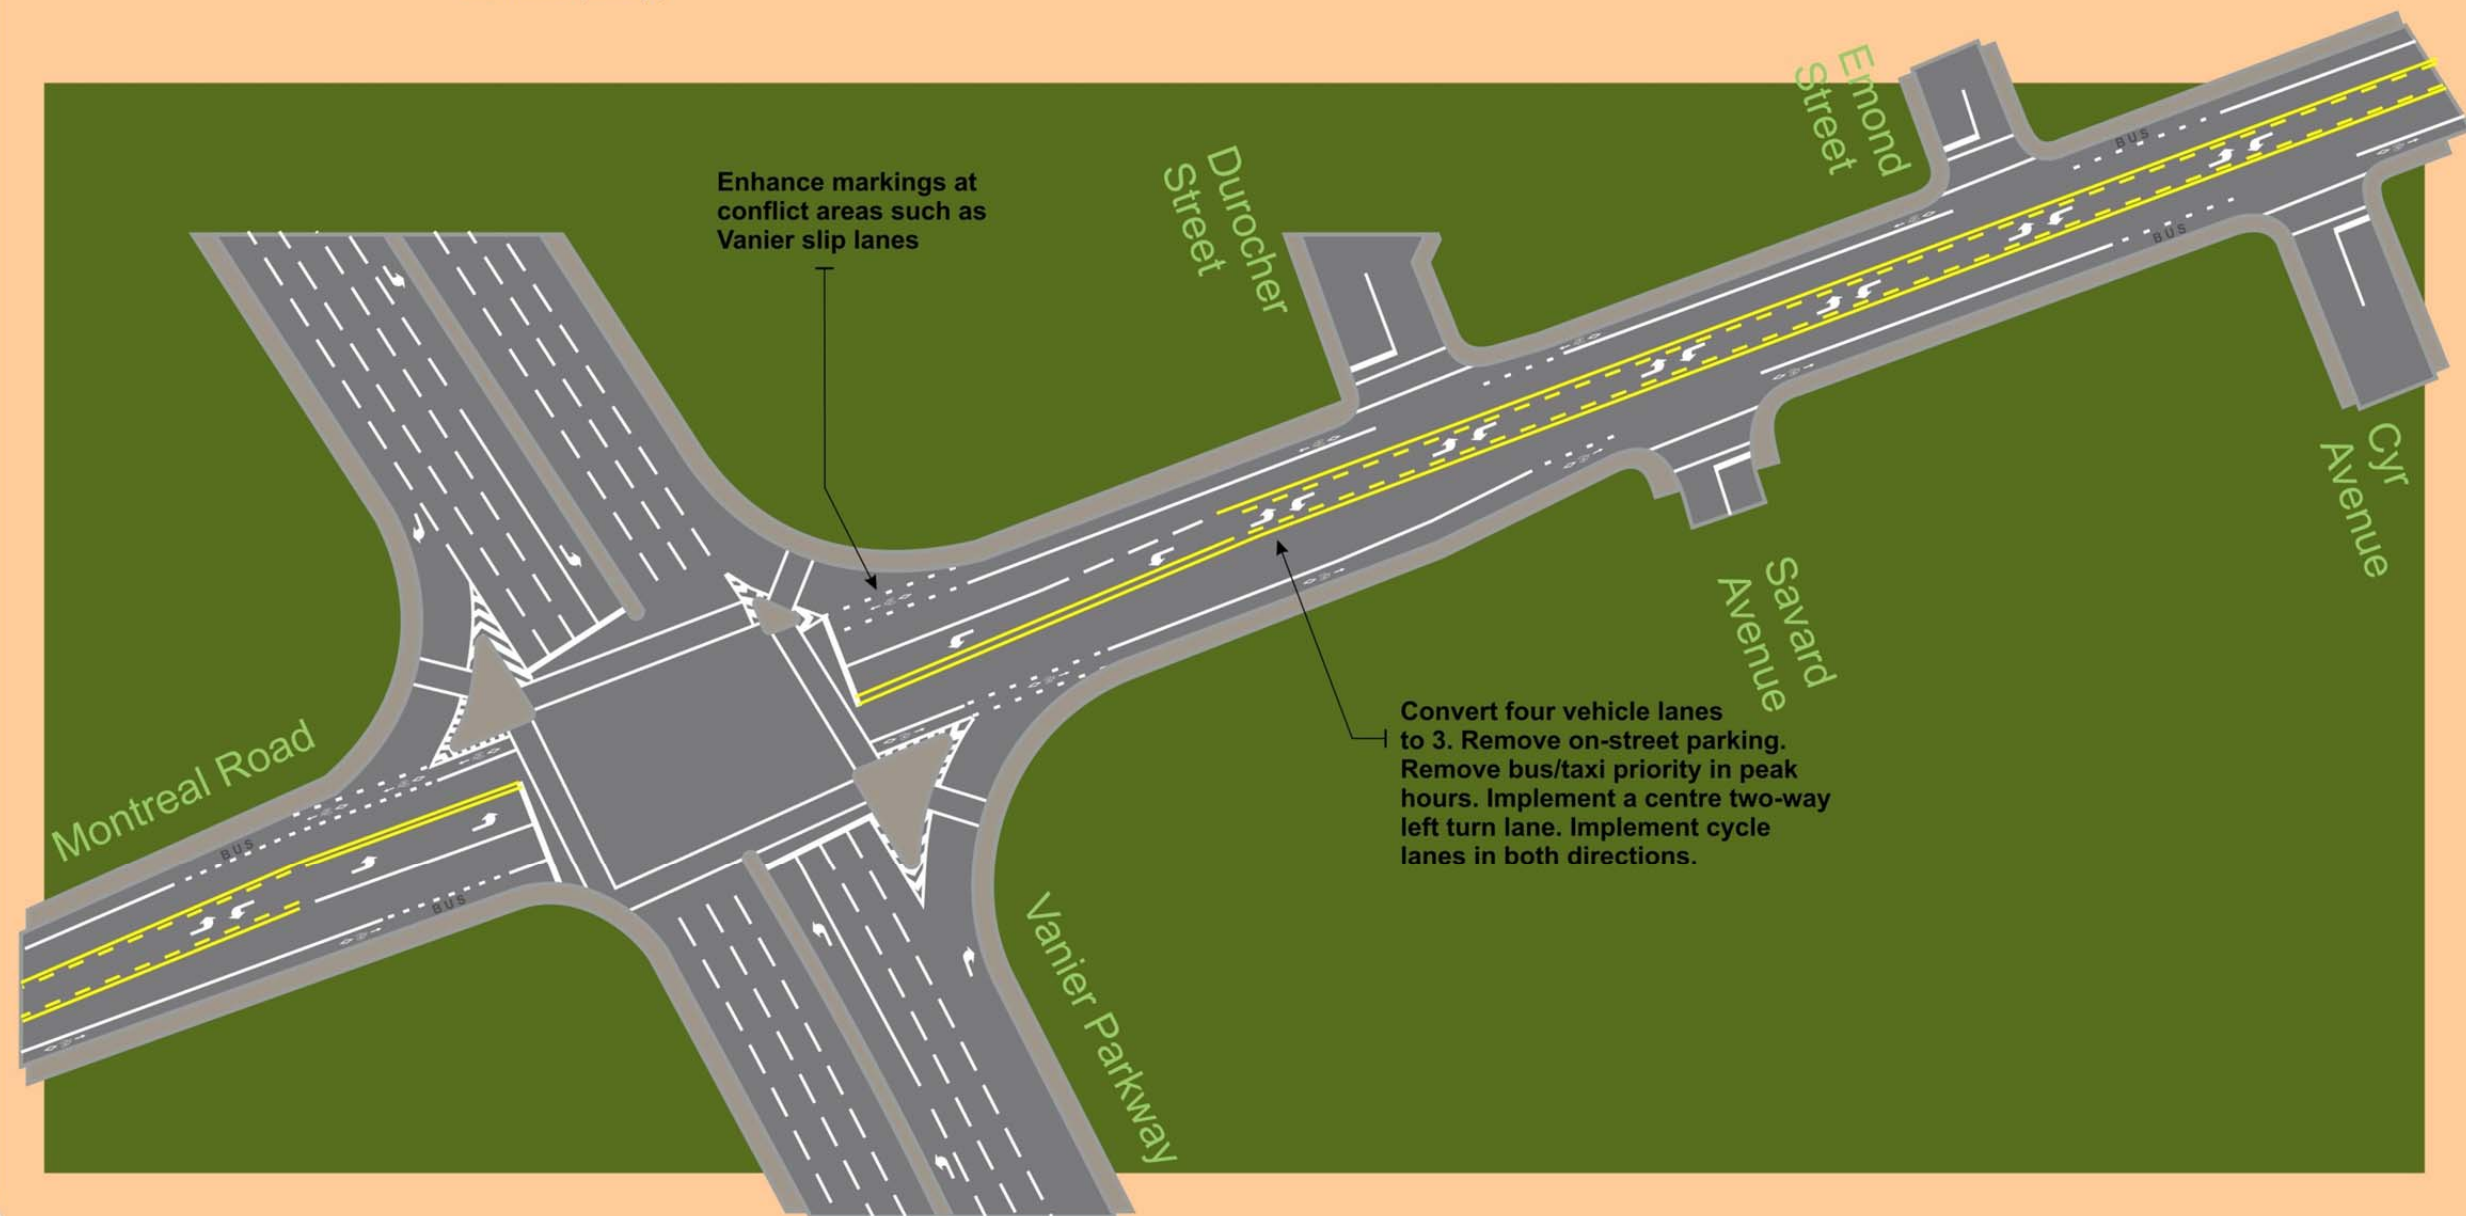 Enhance markings at
conflict areas such as
Vanier slip lanes
Durocher
Street
Emond
Street
BUS
BUS
Cyr
Avenue
Savard
Avenue
Convert four vehicle lanes
to 3. Remove on-street parking.
Remove bus/taxi priority in peak
hours. Implement a centre two-way
left turn lane. Implement cycle
lanes in both directions.
Montreal Road
BUS
BUS
Vanier Parkway